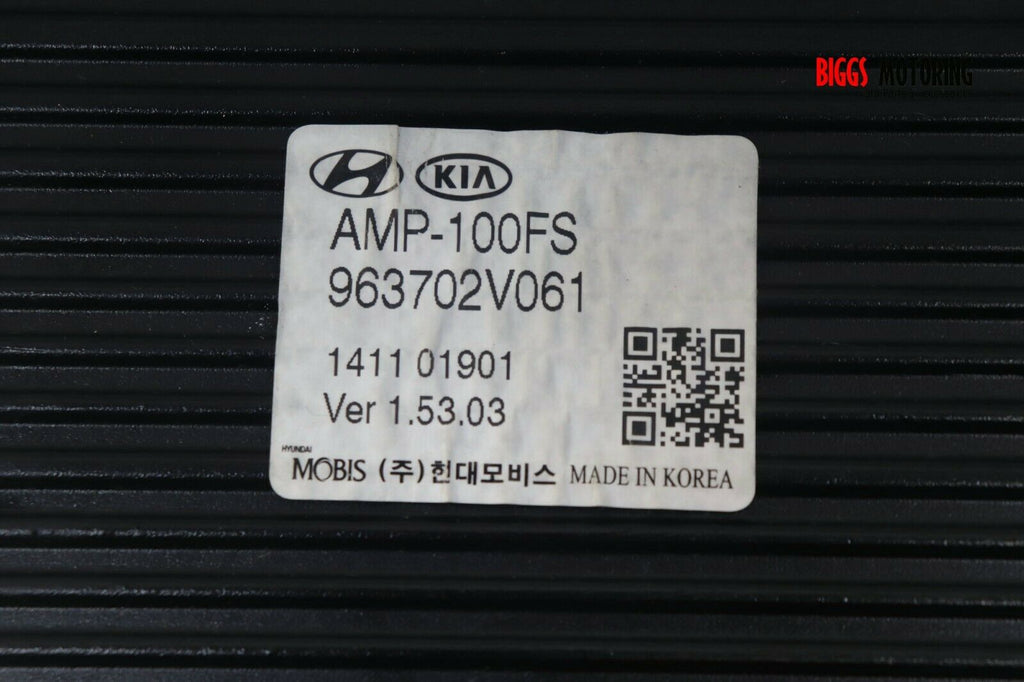 BIGGS MOTORING
KIA
AMP-100FS
963702V061
1411 01901
Ver 1.53.03
HYUNDAI
MOBIS (주)현대모비스 MADE IN KOREA